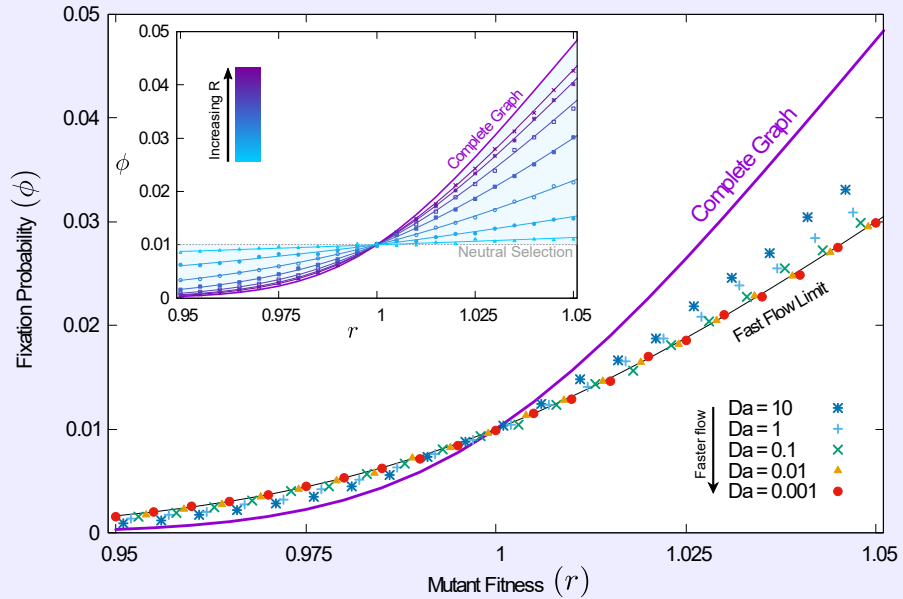 0.05
0.04
0.03
0.02
0.01
0
0.95
0.975
1
1.025
1.05
Fixation Probability (ϕ)
Mutant Fitness (r)
Complete Graph
Fast Flow Limit
Faster flow
Da = 10
Da = 1
Da = 0.1
Da = 0.01
Da = 0.001
0.05
0.04
0.03
0.02
0.01
0
ϕ
0.95
0.975
1
1.025
1.05
r
Increasing R
Complete Graph
Neutral Selection